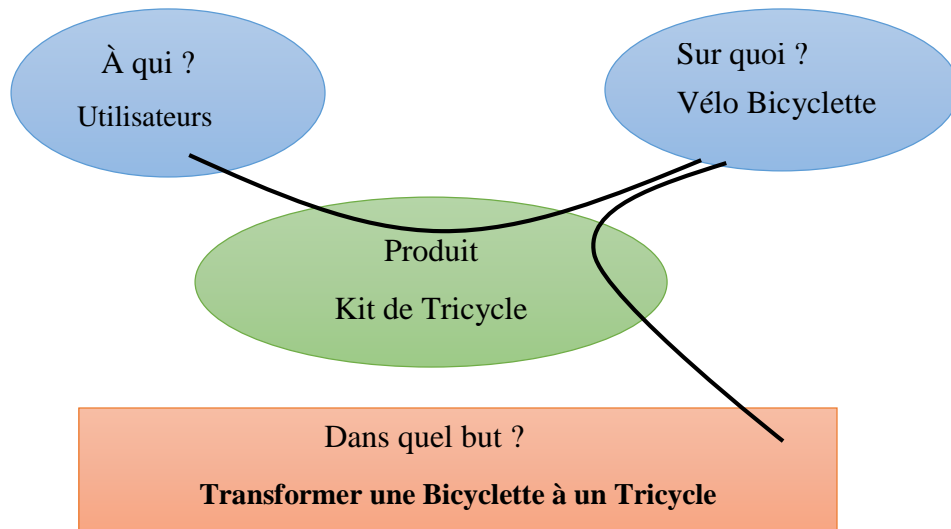 À qui ?
Utilisateurs
Sur quoi ?
Vélo Bicyclette
Produit
Kit de Tricycle
Dans quel but ?
Transformer une Bicyclette à un Tricycle